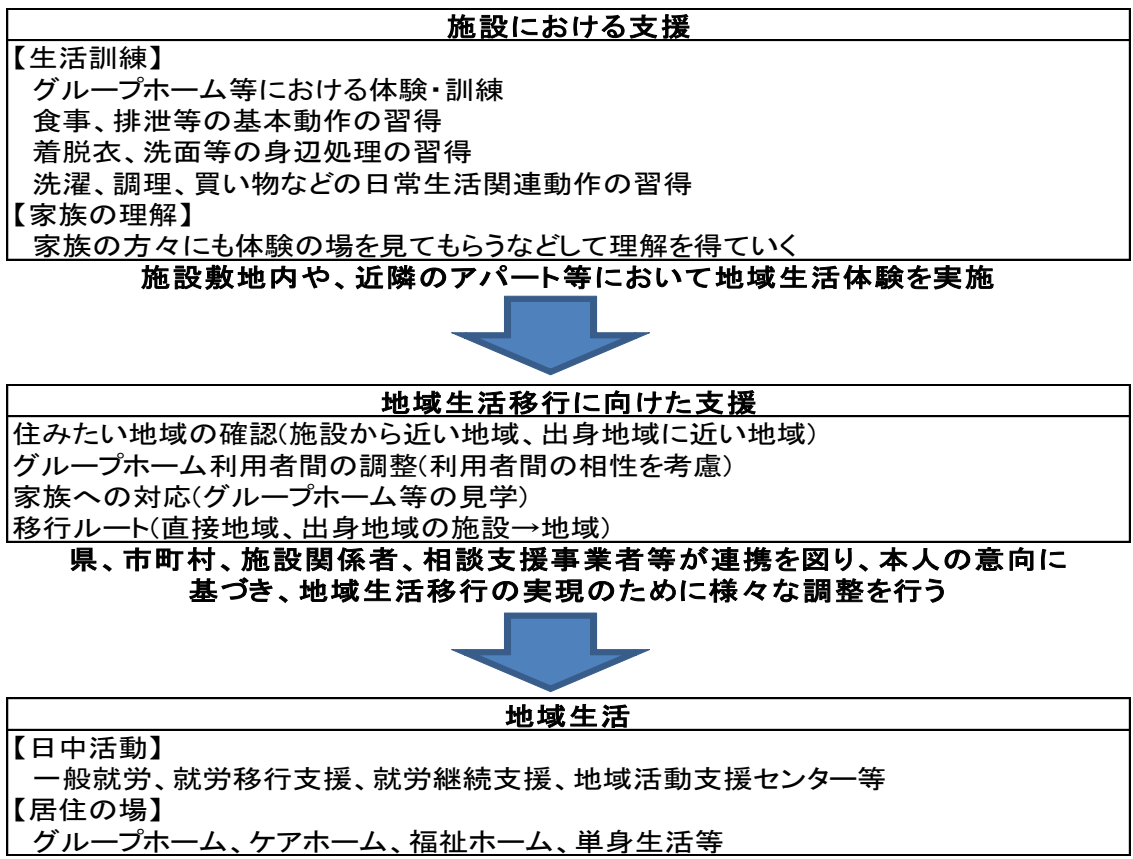 施設における支援
【生活訓練】
グループホーム等における体験・訓練
食事、排泄等の基本動作の習得
着脱衣、洗面等の身辺処理の習得
洗濯、調理、買い物などの日常生活関連動作の習得
【家族の理解】
家族の方々にも体験の場を見てもらうなどして理解を得ていく
施設敷地内や、近隣のアパート等において地域生活体験を実施
地域生活移行に向けた支援
住みたい地域の確認(施設から近い地域、出身地域に近い地域)
グループホーム利用者間の調整(利用者間の相性を考慮)
家族への対応(グループホーム等の見学)
移行ルート(直接地域、出身地域の施設→地域)
県、市町村、施設関係者、相談支援事業者等が連携を図り、本人の意向に
基づき、地域生活移行の実現のために様々な調整を行う
地域生活
【日中活動】
一般就労、就労移行支援、就労継続支援、地域活動支援センター等
【居住の場】
グループホーム、ケアホーム、福祉ホーム、単身生活等